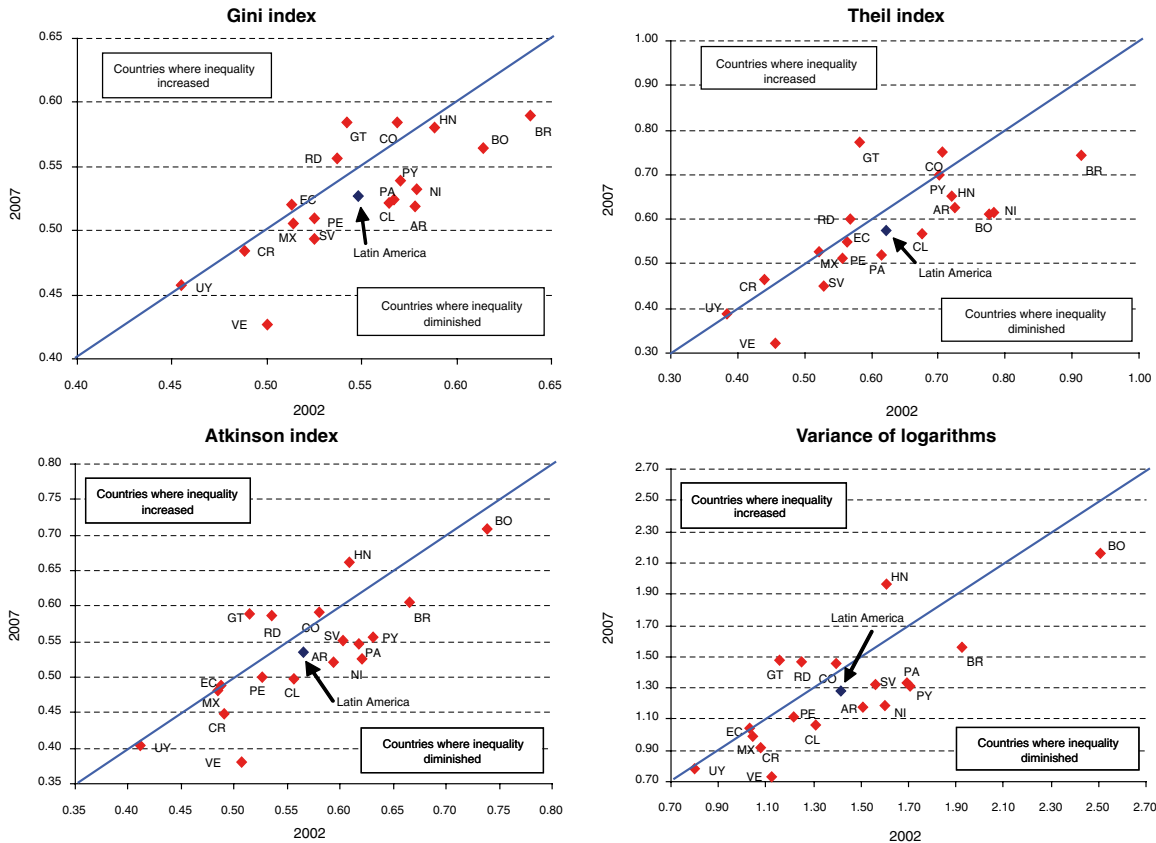 Gini index
0.65
0.60
0.55
0.50
0.45
0.40
2007
Countries where inequality
increased
GT
CO
HN
BO
BR
RD
PY
PA
NI
EC
CL
AR
PE
MX
SV
Latin America
CR
UY
VE
Countries where inequality
diminished
0.40 0.45 0.50 0.55 0.60 0.65
2002
Theil index
1.00
0.90
0.80
0.70
0.60
0.50
0.40
0.30
2007
Countries where inequality
increased
GT
CO
BR
PY HN
AR
NI
BO
RD
EC
CL
MX PE
PA
Latin America
CR
SV
UY
VE
Countries where inequality
diminished
0.30 0.40 0.50 0.60 0.70 0.80 0.90 1.00
2002
Atkinson index
0.80
0.75
0.70
0.65
0.60
0.55
0.50
0.45
0.40
0.35
2007
Countries where inequality
increased
BO
HN
GT
RD
CO
BR
SV
PY
AR
PA
NI
EC
PE
CL
MX
Latin America
CR
UY
VE
Countries where inequality
diminished
0.35 0.40 0.45 0.50 0.55 0.60 0.65 0.70 0.75 0.80
2002
Variance of logarithms
2.70
2.50
2.30
2.10
1.90
1.70
1.50
1.30
1.10
0.90
0.70
2007
Countries where inequality
increased
BO
HN
Latin America
GT
RD
CO
BR
SV
PA
PY
AR
NI
PE
EC
CL
MX
CR
UY
VE
Countries where inequality
diminished
0.70 0.90 1.10 1.30 1.50 1.70 1.90 2.10 2.30 2.50 2.70
2002